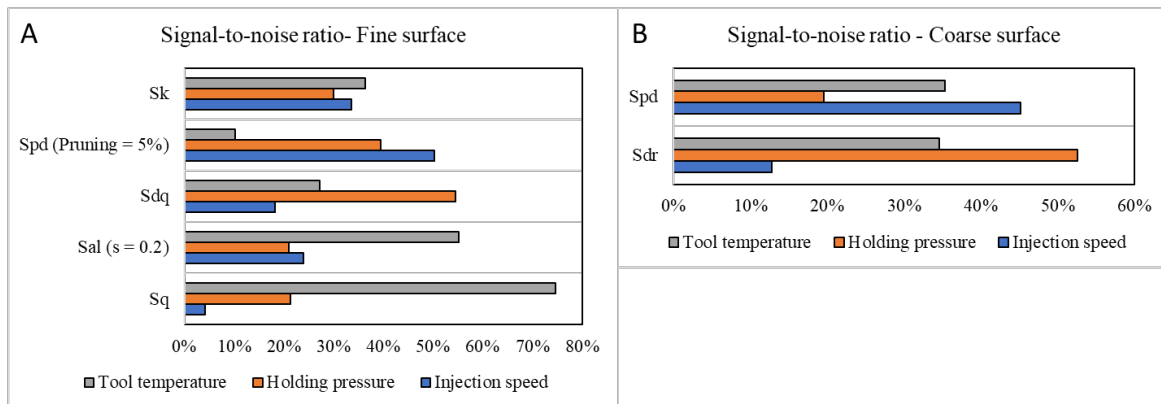 A
Signal-to-noise ratio- Fine surface
Sk
Spd (Pruning = 5%)
Sdq
Sal (s = 0.2)
Sq
0% 10% 20% 30% 40% 50% 60% 70% 80%
Tool temperature Holding pressure Injection speed
B
Signal-to-noise ratio - Coarse surface
Spd
Sdr
0% 10% 20% 30% 40% 50% 60%
Tool temperature Holding pressure Injection speed